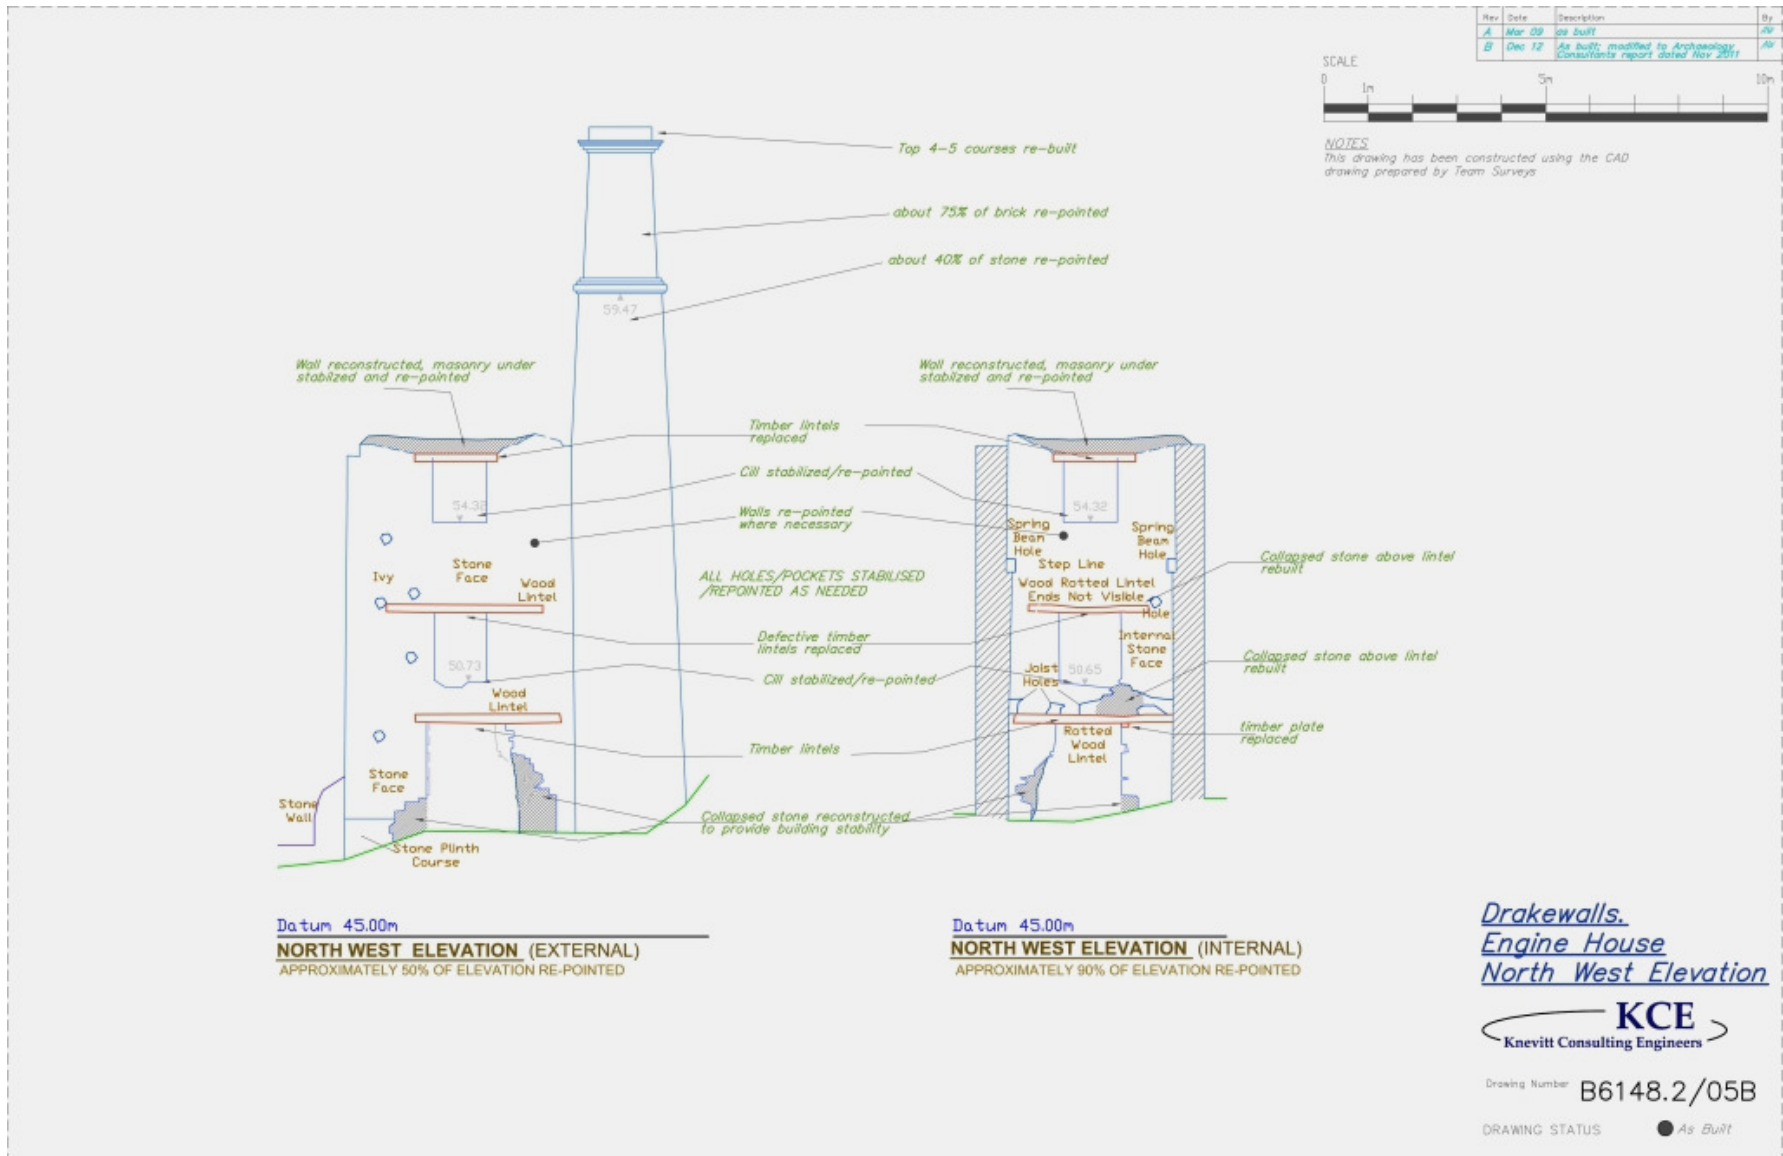 Rev Date Description By
A Mar 09 as built
B Dec 12 As built; modified to Archaeology
Consultants report dated Nov 2011
SCALE
0 1m 5m 10m
NOTES
This drawing has been constructed using the CAD
drawing prepared by Team Surveys
Top 4-5 courses re-built
about 75% of brick re-pointed
about 40% of stone re-pointed
59.47
Wall reconstructed, masonry under
stabilzed and re-pointed
Wall reconstructed, masonry under
stabilzed and re-pointed
Timber lintels
replaced
Cill stabilized/re-pointed
54.32
54.32
Walls re-pointed
where necessary
Spring
Beam
Hole
Spring
Beam
Hole
Step Line
Stone
Face
Ivy
Wood
Lintel
ALL HOLES/POCKETS STABILISED
/REPOINTED AS NEEDED
Wood Rotted Lintel
Ends Not Visible
Hole
Collapsed stone above lintel
rebuilt
Defective timber
lintels replaced
Internal
Stone
Face
Collapsed stone above lintel
rebuilt
50.73
50.65
Cill stabilized/re-pointed
Joist
Holes
Wood
Lintel
timber plate
replaced
Timber lintels
Rotted
Wood
Lintel
Stone
Face
Stone
Wall
Collapsed stone reconstructed
to provide building stability
Stone Plinth
Course
Datum 45.00m
NORTH WEST ELEVATION (EXTERNAL)
APPROXIMATELY 50% OF ELEVATION RE-POINTED
Datum 45.00m
NORTH WEST ELEVATION (INTERNAL)
APPROXIMATELY 90% OF ELEVATION RE-POINTED
Drakewalls.
Engine House
North West Elevation
KCE
Knevitt Consulting Engineers
Drawing Number B6148.2/05B
DRAWING STATUS As Built